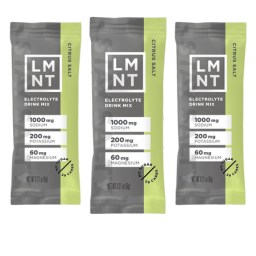 CITRUS SALT
LM
NT
ELECTROLYTE
DRINK MIX
1000 mg
SODIUM
200 mg
POTASSIUM
60 mg
MAGNESIUM
CITRUS SALT
LM
NT
ELECTROLYTE
DRINK MIX
1000 mg
SODIUM
200 mg
POTASSIUM
60 mg
MAGNESIUM
CITRUS SALT
LM
NT
ELECTROLYTE
DRINK MIX
1000 mg
SODIUM
200 mg
POTASSIUM
60 mg
MAGNESIUM